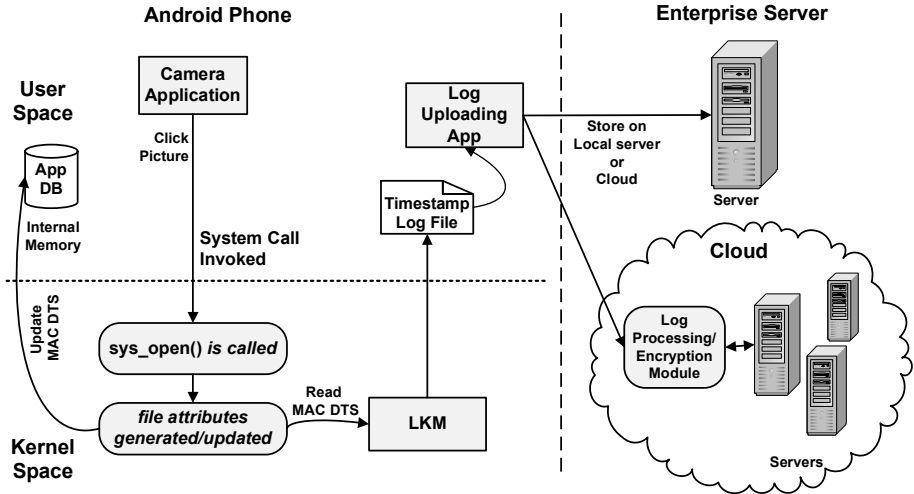 Android Phone
Enterprise Server
User
Space
Camera
Application
Click
Picture
App
DB
Internal
Memory
System Call
Invoked
Log
Uploading
App
Timestamp
Log File
Store on
Local server
or
Cloud
Server
Update
MAC DTS
sys_open() is called
file attributes
generated/updated
Read
MAC DTS
LKM
Kernel
Space
Cloud
Log
Processing/
Encryption
Module
Servers